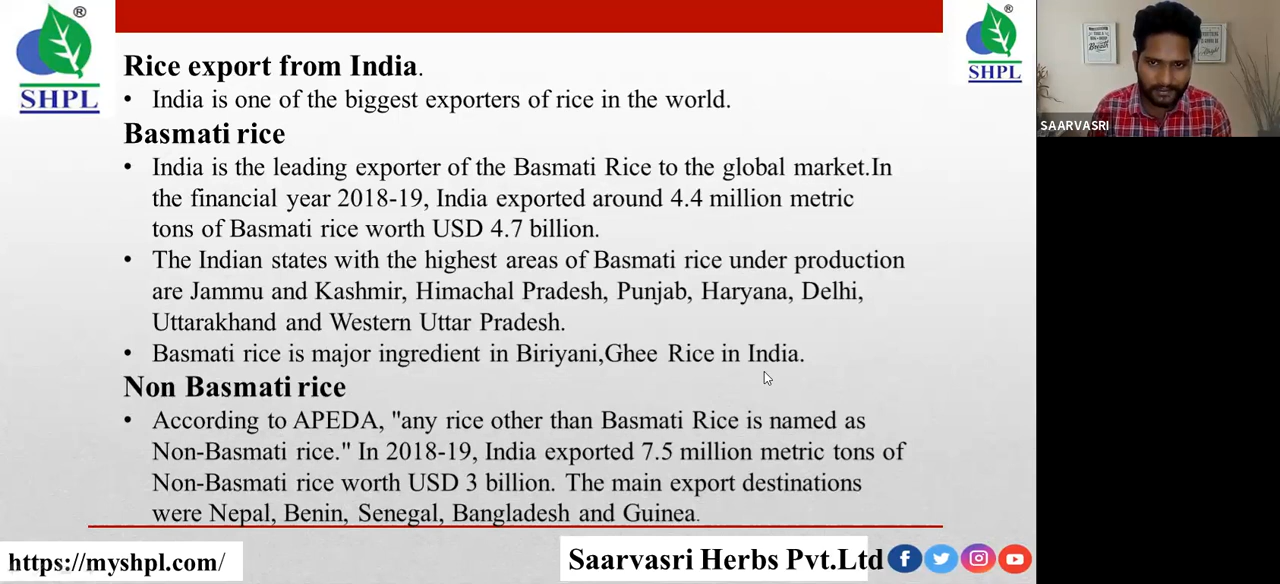 ®
SHPL
®
SHPL
SAARVASRI
Rice export from India.
• India is one of the biggest exporters of rice in the world.
Basmati rice
• India is the leading exporter of the Basmati Rice to the global market.In
the financial year 2018-19, India exported around 4.4 million metric
tons of Basmati rice worth USD 4.7 billion.
• The Indian states with the highest areas of Basmati rice under production
are Jammu and Kashmir, Himachal Pradesh, Punjab, Haryana, Delhi,
Uttarakhand and Western Uttar Pradesh.
• Basmati rice is major ingredient in Biriyani,Ghee Rice in India.
Non Basmati rice
• According to APEDA, "any rice other than Basmati Rice is named as
Non-Basmati rice." In 2018-19, India exported 7.5 million metric tons of
Non-Basmati rice worth USD 3 billion. The main export destinations
were Nepal, Benin, Senegal, Bangladesh and Guinea.
https://myshpl.com/
Saarvasri Herbs Pvt.Ltd